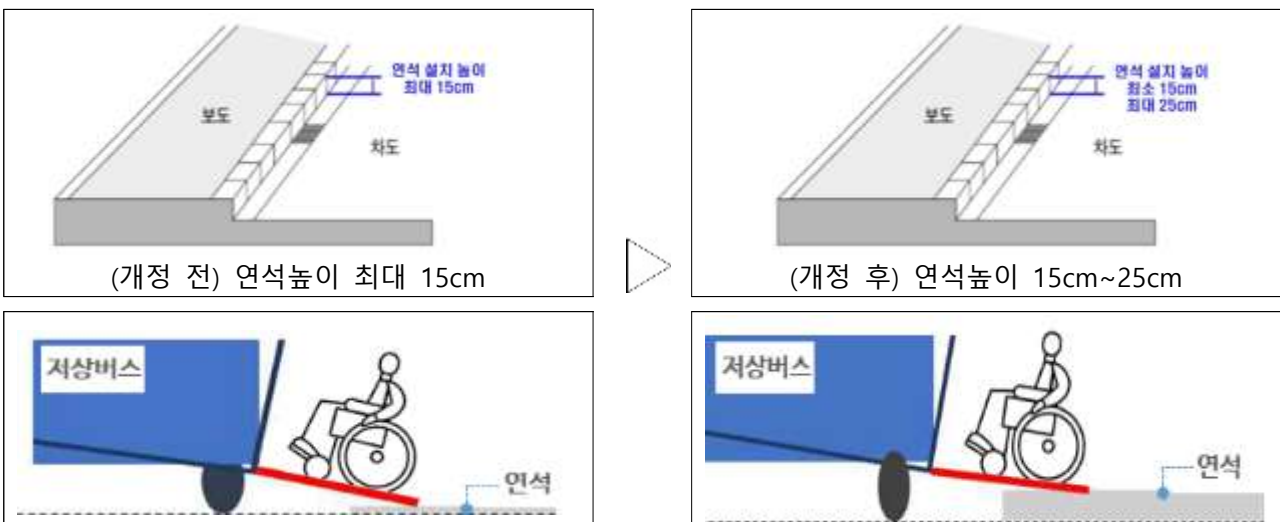 연석 설치 높이
최대 15cm
보도
차도
(개정 전) 연석높이 최대 15cm
연석 설치 높이
최소 15cm
최대 25cm
보도
차도
(개정 후) 연석높이 15cm~25cm
저상버스
연석
저상버스
연석